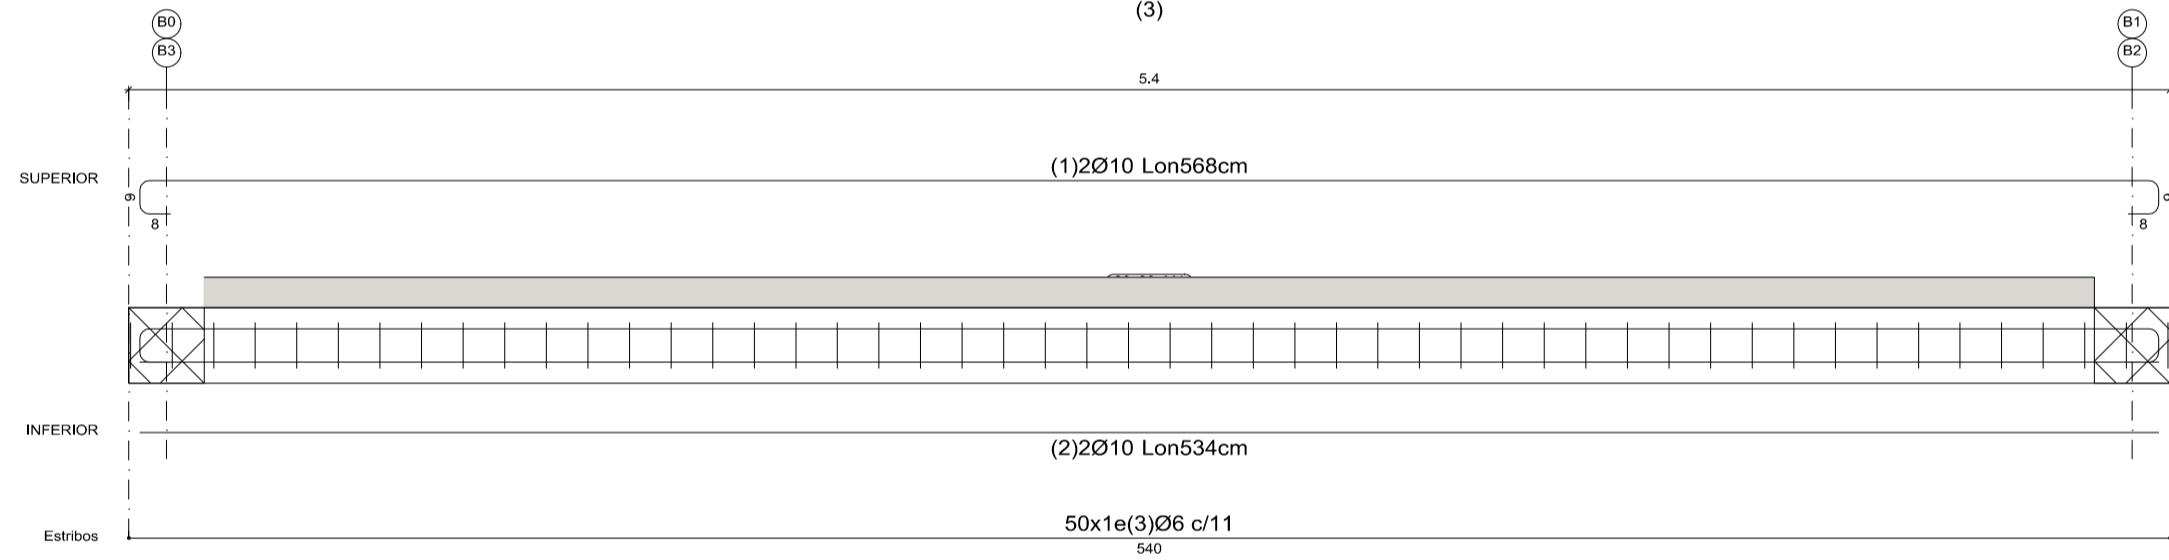 (3)
B0
B3
B1
B2
5.4
(1)2Ø10 Lon568cm
SUPERIOR
9
8
8
INFERIOR
(2)2Ø10 Lon534cm
50x1e(3)Ø6 c/11
Estribos
540